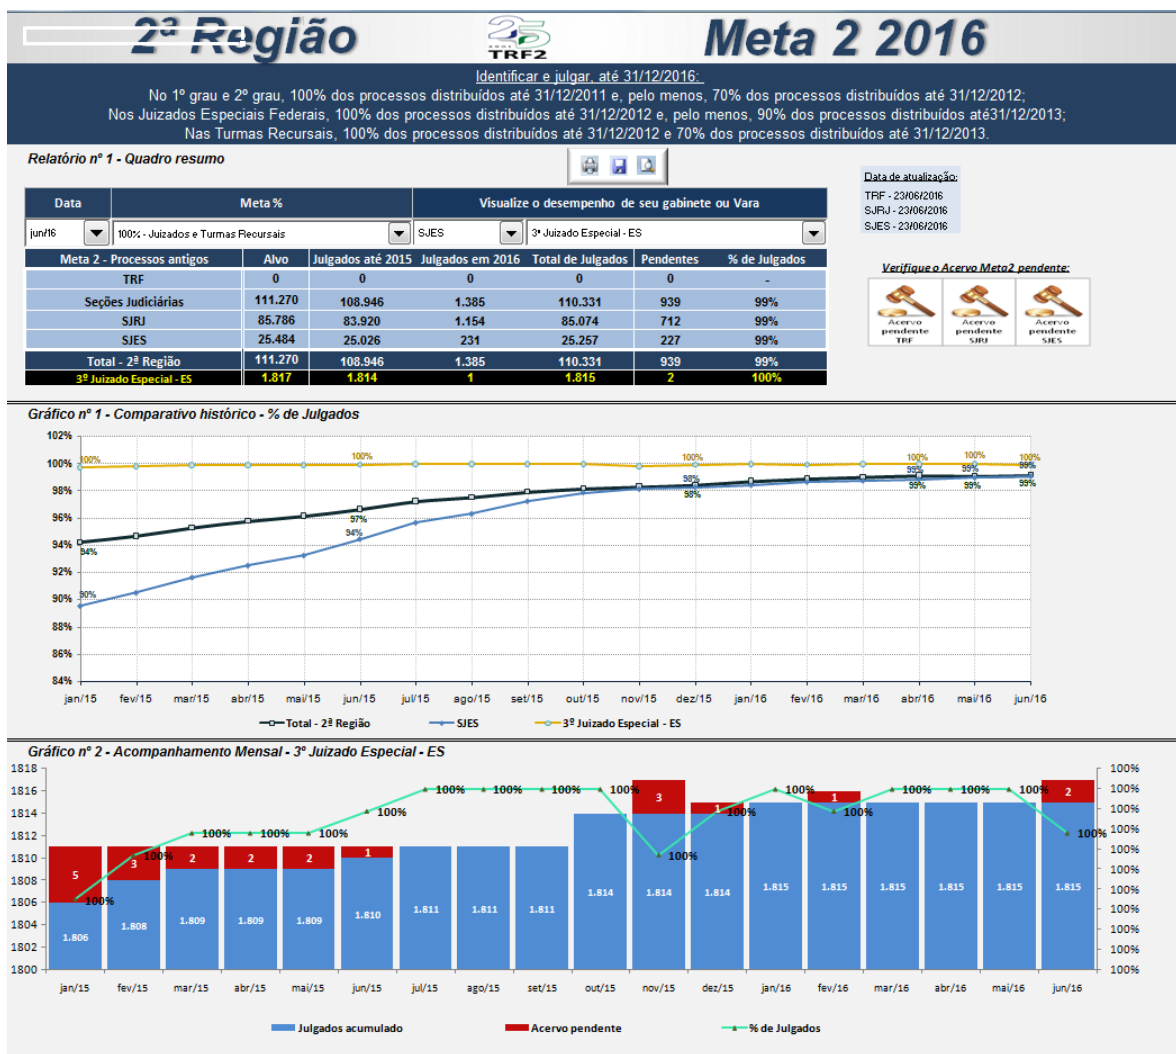 2ª Região
25 anos
TRF2
Meta 2 2016
Identificar e julgar, até 31/12/2016:
No 1º grau e 2º grau, 100% dos processos distribuídos até 31/12/2011 e, pelo menos, 70% dos processos distribuídos até 31/12/2012;
Nos Juizados Especiais Federais, 100% dos processos distribuídos até 31/12/2012 e, pelo menos, 90% dos processos distribuídos até31/12/2013;
Nas Turmas Recursais, 100% dos processos distribuídos até 31/12/2012 e 70% dos processos distribuídos até 31/12/2013.
Relatório nº 1 - Quadro resumo
Data de atualização:
TRF - 23/06/2016
SJRJ - 23/06/2016
SJES - 23/06/2016
Data Meta % Visualize o desempenho de seu gabinete ou Vara
jun/16 100% - Juizados e Turmas Recursais SJES 3º Juizado Especial - ES
Meta 2 - Processos antigos Alvo Julgados até 2015 Julgados em 2016 Total de Julgados Pendentes % de Julgados
TRF 0 0 0 0 0 -
Seções Judiciárias 111.270 108.946 1.385 110.331 939 99%
SJRJ 85.786 83.920 1.154 85.074 712 99%
SJES 25.484 25.026 231 25.257 227 99%
Total - 2ª Região 111.270 108.946 1.385 110.331 939 99%
3º Juizado Especial - ES 1.817 1.814 1 1.815 2 100%
Verifique o Acervo Meta2 pendente:
Acervo pendente TRF
Acervo pendente SJRJ
Acervo pendente SJES
Gráfico nº 1 - Comparativo histórico - % de Julgados
102%
100%
98%
96%
94%
92%
90%
88%
86%
84%
100% 100% 100% 100% 100% 100%
94% 97% 98% 99% 99% 99%
90% 94% 98% 99% 99% 99%
jan/15 fev/15 mar/15 abr/15 mai/15 jun/15 jul/15 ago/15 set/15 out/15 nov/15 dez/15 jan/16 fev/16 mar/16 abr/16 mai/16 jun/16
Total - 2ª Região SJES 3º Juizado Especial - ES
Gráfico nº 2 - Acompanhamento Mensal - 3º Juizado Especial - ES
1818
1816
1814
1812
1810
1808
1806
1804
1802
1800
100%
100%
100%
100%
100%
100%
100%
100%
100%
100%
100%
100% 100% 100% 100% 100% 100% 100% 100% 100% 100% 100% 100% 100% 100% 100% 100% 100% 100%
5 3 2 2 2 1 3 1 1 2
1.806 1.808 1.809 1.809 1.809 1.810 1.811 1.811 1.811 1.814 1.814 1.814 1.815 1.815 1.815 1.815 1.815 1.815
jan/15 fev/15 mar/15 abr/15 mai/15 jun/15 jul/15 ago/15 set/15 out/15 nov/15 dez/15 jan/16 fev/16 mar/16 abr/16 mai/16 jun/16
Julgados acumulado Acervo pendente % de Julgados